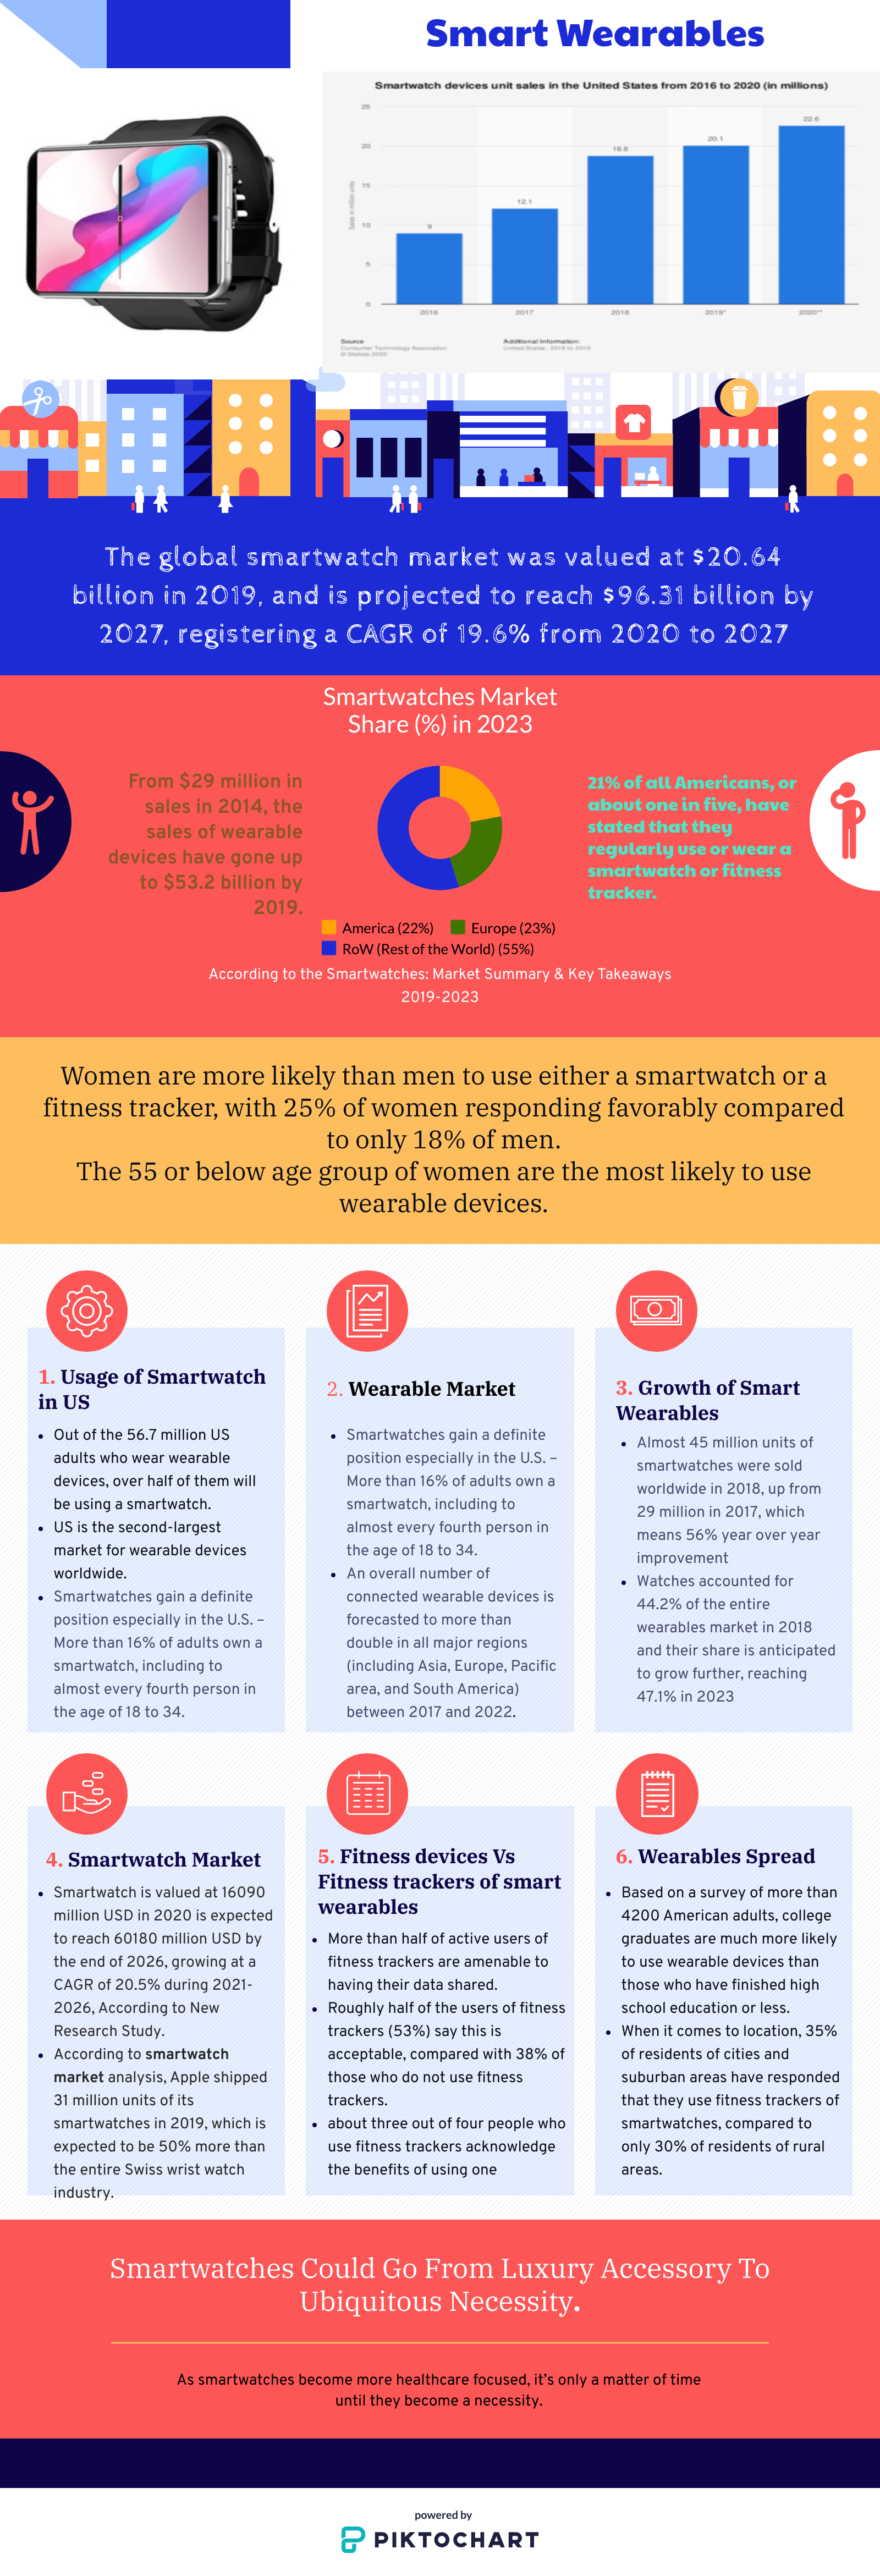 Smart Wearables
Smartwatch devices unit sales in the United States from 2016 to 2020 (in millions)
25
20
15
10
5
0
Sales in million units
9
12.1
18.8
20.1
22.6
2016
2017
2018
2019*
2020**
Source
Consumer Technology Association
© Statista 2020
Additional Information:
United States; 2018 to 2019
The global smartwatch market was valued at $20.64
billion in 2019, and is projected to reach $96.31 billion by
2027, registering a CAGR of 19.6% from 2020 to 2027
Smartwatches Market
Share (%) in 2023
From $29 million in
sales in 2014, the
sales of wearable
devices have gone up
to $53.2 billion by
2019.
21% of all Americans, or
about one in five, have
stated that they
regularly use or wear a
smartwatch or fitness
tracker.
America (22%)
Europe (23%)
RoW (Rest of the World) (55%)
According to the Smartwatches: Market Summary & Key Takeaways
2019-2023
Women are more likely than men to use either a smartwatch or a
fitness tracker, with 25% of women responding favorably compared
to only 18% of men.
The 55 or below age group of women are the most likely to use
wearable devices.
1. Usage of Smartwatch
in US
• Out of the 56.7 million US
adults who wear wearable
devices, over half of them will
be using a smartwatch.
• US is the second-largest
market for wearable devices
worldwide.
• Smartwatches gain a definite
position especially in the U.S. –
More than 16% of adults own a
smartwatch, including to
almost every fourth person in
the age of 18 to 34.
2. Wearable Market
• Smartwatches gain a definite
position especially in the U.S. –
More than 16% of adults own a
smartwatch, including to
almost every fourth person in
the age of 18 to 34.
• An overall number of
connected wearable devices is
forecasted to more than
double in all major regions
(including Asia, Europe, Pacific
area, and South America)
between 2017 and 2022.
3. Growth of Smart
Wearables
• Almost 45 million units of
smartwatches were sold
worldwide in 2018, up from
29 million in 2017, which
means 56% year over year
improvement
• Watches accounted for
44.2% of the entire
wearables market in 2018
and their share is anticipated
to grow further, reaching
47.1% in 2023
4. Smartwatch Market
• Smartwatch is valued at 16090
million USD in 2020 is expected
to reach 60180 million USD by
the end of 2026, growing at a
CAGR of 20.5% during 2021-
2026, According to New
Research Study.
• According to smartwatch
market analysis, Apple shipped
31 million units of its
smartwatches in 2019, which is
expected to be 50% more than
the entire Swiss wrist watch
industry.
5. Fitness devices Vs
Fitness trackers of smart
wearables
• More than half of active users of
fitness trackers are amenable to
having their data shared.
• Roughly half of the users of fitness
trackers (53%) say this is
acceptable, compared with 38% of
those who do not use fitness
trackers.
• about three out of four people who
use fitness trackers acknowledge
the benefits of using one
6. Wearables Spread
• Based on a survey of more than
4200 American adults, college
graduates are much more likely
to use wearable devices than
those who have finished high
school education or less.
• When it comes to location, 35%
of residents of cities and
suburban areas have responded
that they use fitness trackers of
smartwatches, compared to
only 30% of residents of rural
areas.
Smartwatches Could Go From Luxury Accessory To
Ubiquitous Necessity.
As smartwatches become more healthcare focused, it's only a matter of time
until they become a necessity.
powered by
PIKTOCHART